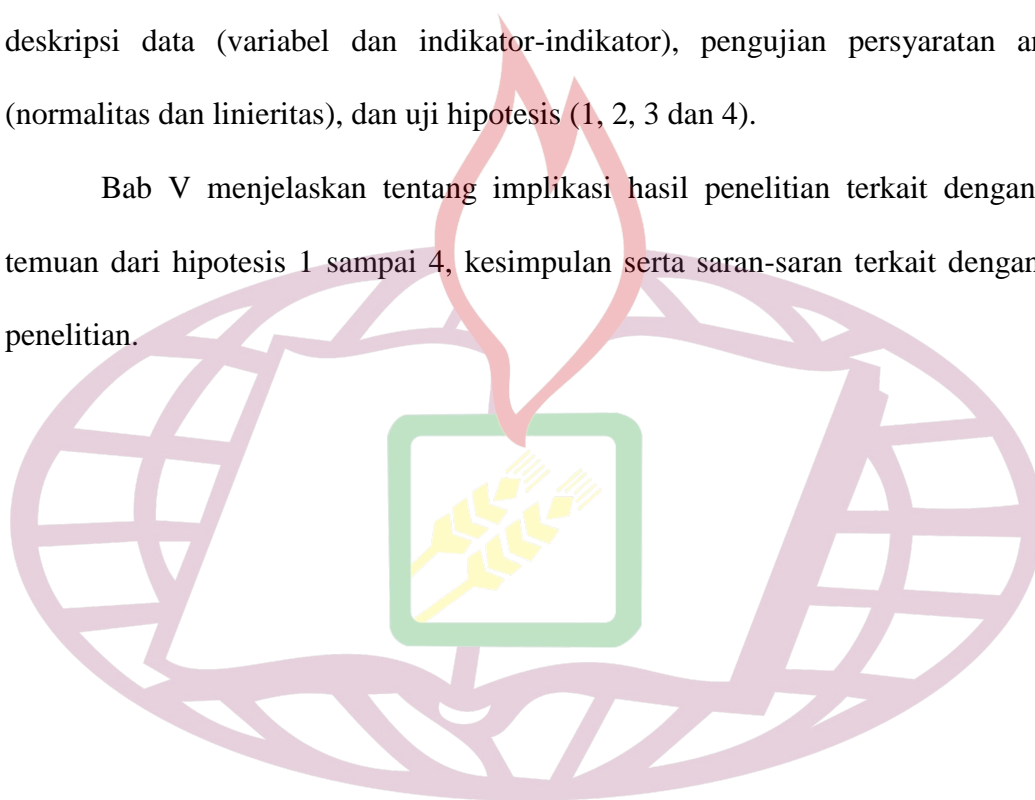 deskripsi data (variabel dan indikator-indikator), pengujian persyaratan
(normalitas dan linieritas), dan uji hipotesis (1, 2, 3 dan 4).
Bab V menjelaskan tentang implikasi hasil penelitian terkait dengan
temuan dari hipotesis 1 sampai 4, kesimpulan serta saran-saran terkait dengan
penelitian.